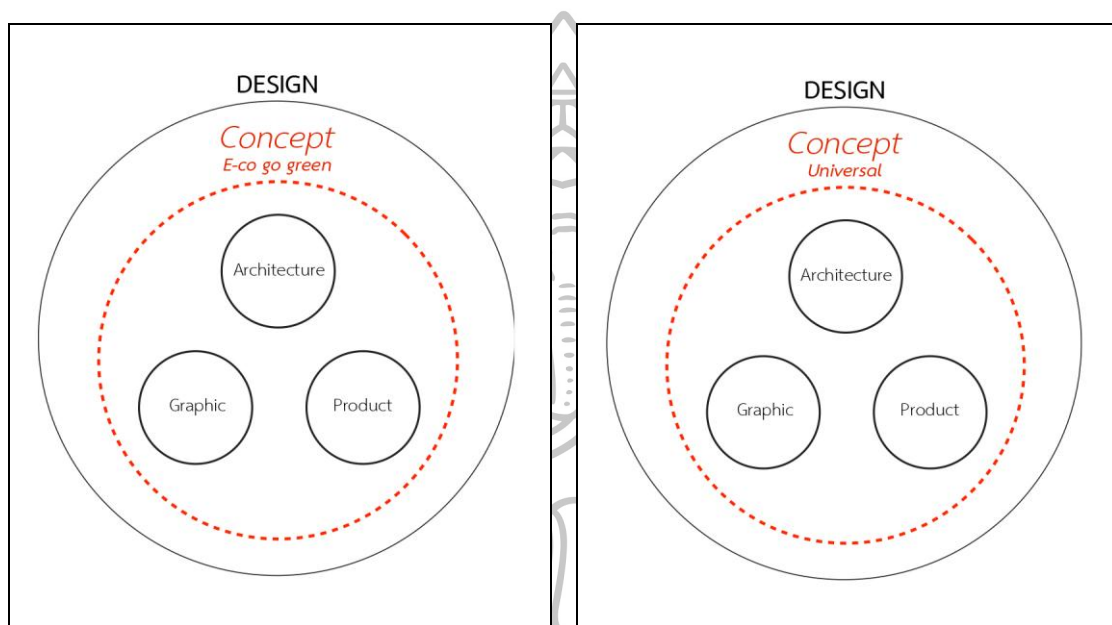 DESIGN
Concept
E-co go green
Architecture
Graphic
Product
DESIGN
Concept
Universal
Architecture
Graphic
Product